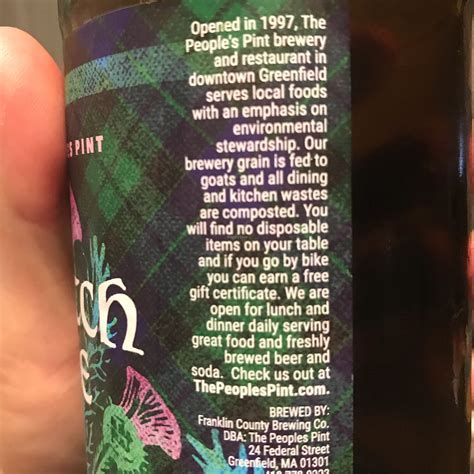 Opened in 1997, The
People's Pint brewery
and restaurant in
downtown Greenfield
serves local foods
with an emphasis on
environmental
stewardship. Our
brewery grain is fed to
goats and all dining
and kitchen wastes
are composted. You
will find no disposable
items on your table
and if you go by bike
you can earn a free
gift certificate. We are
open for lunch and
dinner daily serving
great food and freshly
brewed beer and
soda. Check us out at
ThePeoplesPint.com.
BREWED BY:
Franklin County Brewing Co.
DBA: The Peoples Pint
24 Federal Street
Greenfield, MA 01301
PINT
tch
e